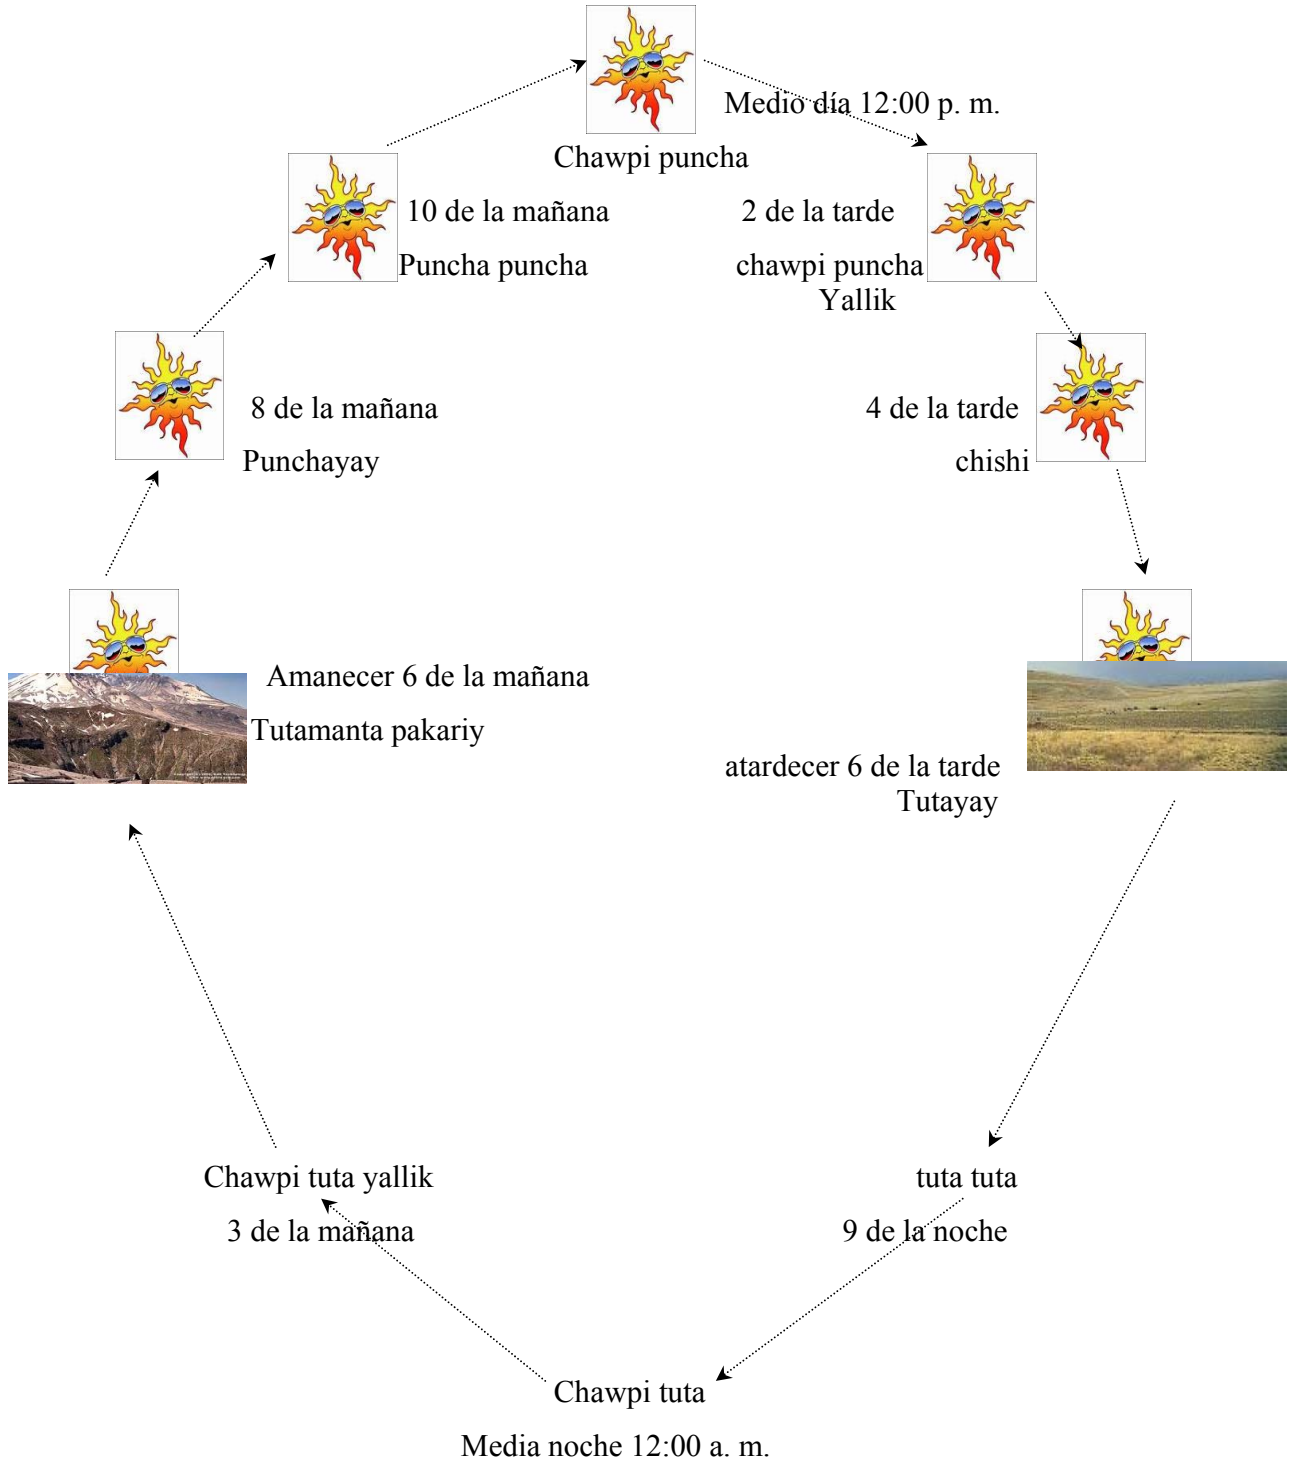 Medio día 12:00 p. m.
Chawpi puncha
10 de la mañana
Puncha puncha
2 de la tarde
chawpi puncha
Yallik
8 de la mañana
Punchayay
4 de la tarde
chishi
Amanecer 6 de la mañana
Tutamanta pakariy
atardecer 6 de la tarde
Tutayay
Chawpi tuta yallik
3 de la mañana
tuta tuta
9 de la noche
Chawpi tuta
Media noche 12:00 a. m.